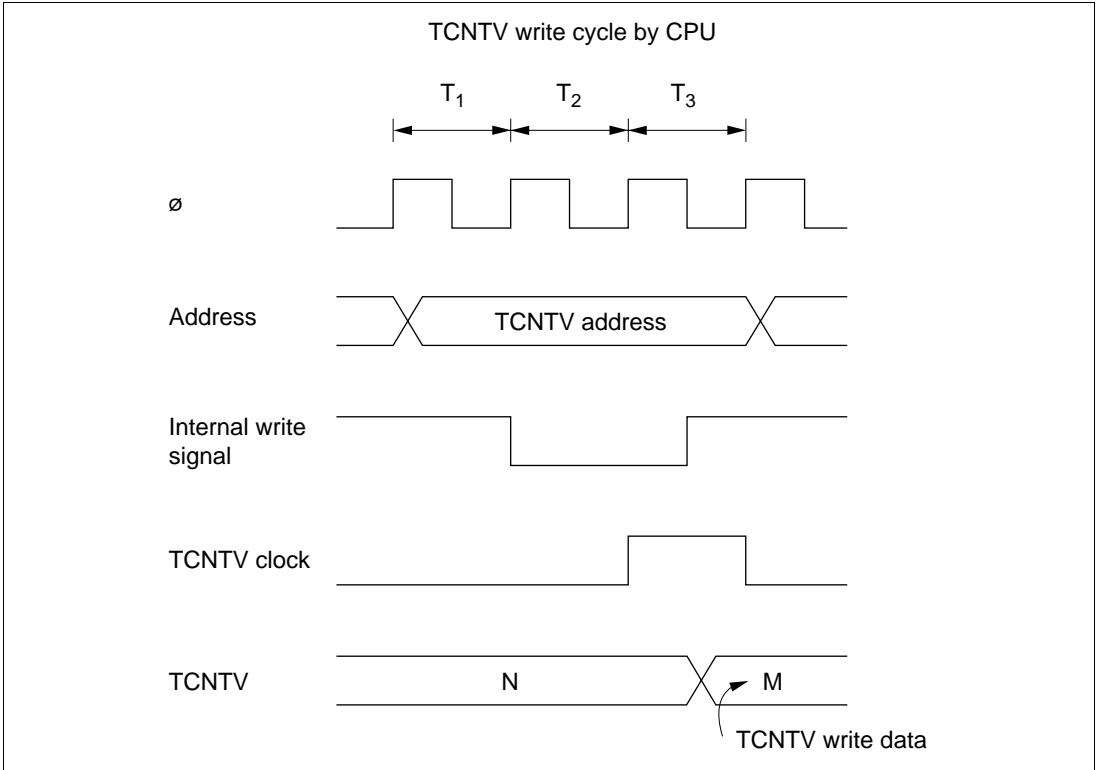 TCNTV write cycle by CPU
T1 T2 T3
ø
Address
TCNTV address
Internal write
signal
TCNTV clock
TCNTV
N
M
TCNTV write data